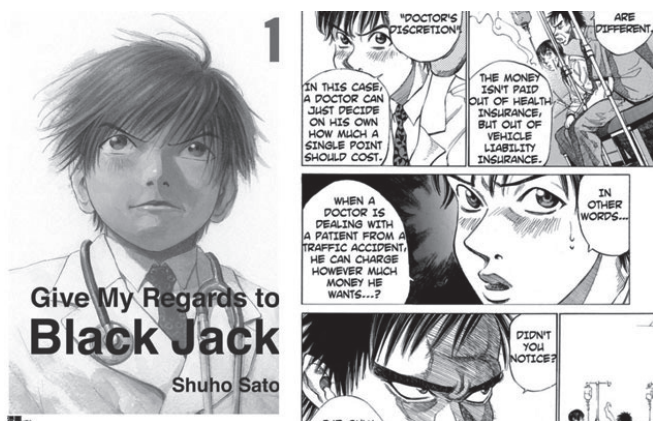 1
Give My Regards to
Black Jack
Shuho Sato
ARE
DIFFERENT.
THE MONEY
ISN'T PAID
OUT OF HEALTH
INSURANCE,
BUT OUT OF
VEHICLE
LIABILITY
INSURANCE.
"DOCTOR'S
DISCRETION".
IN THIS CASE,
A DOCTOR CAN
JUST DECIDE
ON HIS OWN
HOW MUCH A
SINGLE POINT
SHOULD COST.
IN
OTHER
WORDS...
WHEN A
DOCTOR IS
DEALING WITH
A PATIENT FROM A
TRAFFIC ACCIDENT,
HE CAN CHARGE
HOWEVER MUCH
MONEY HE
WANTS...?
DIDN'T
YOU
NOTICE?